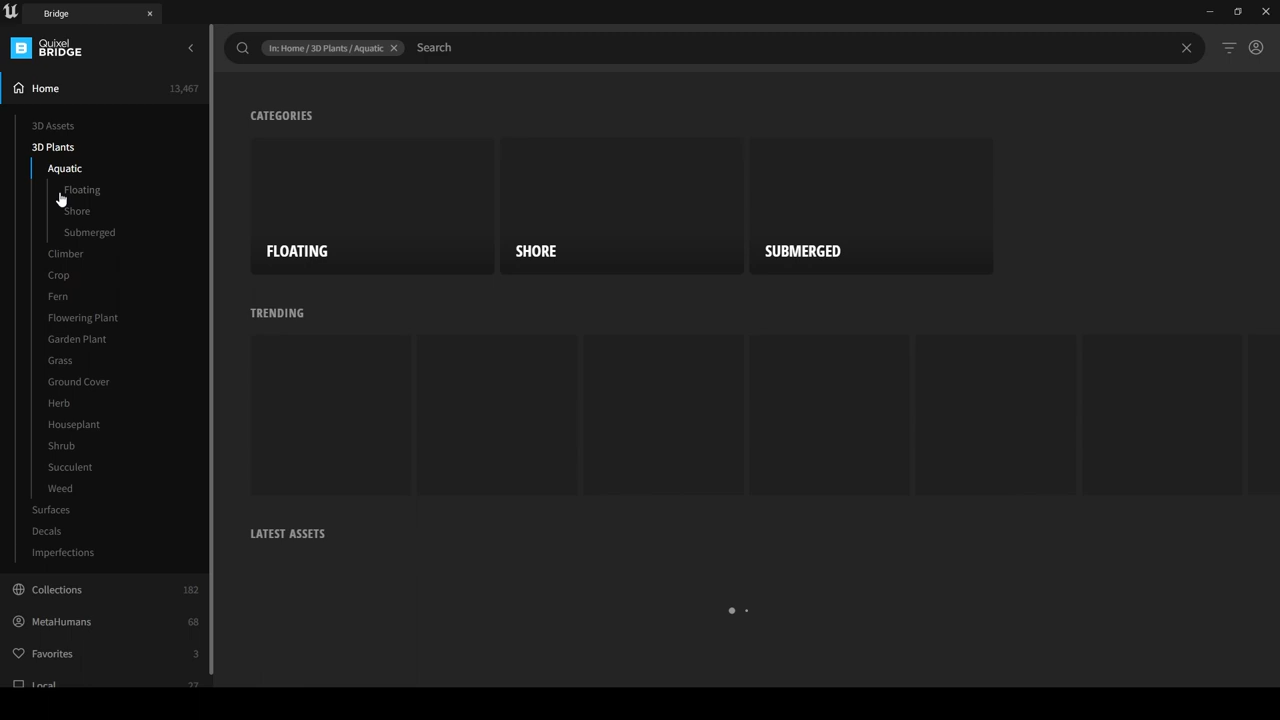 Bridge
Quixel
BRIDGE
In: Home / 3D Plants / Aquatic
Search
Home 13,467
3D Assets
3D Plants
Aquatic
Floating
Shore
Submerged
Climber
Crop
Fern
Flowering Plant
Garden Plant
Grass
Ground Cover
Herb
Houseplant
Shrub
Succulent
Weed
Surfaces
Decals
Imperfections
Collections 182
MetaHumans 68
Favorites 3
Local 27
CATEGORIES
FLOATING
SHORE
SUBMERGED
TRENDING
LATEST ASSETS